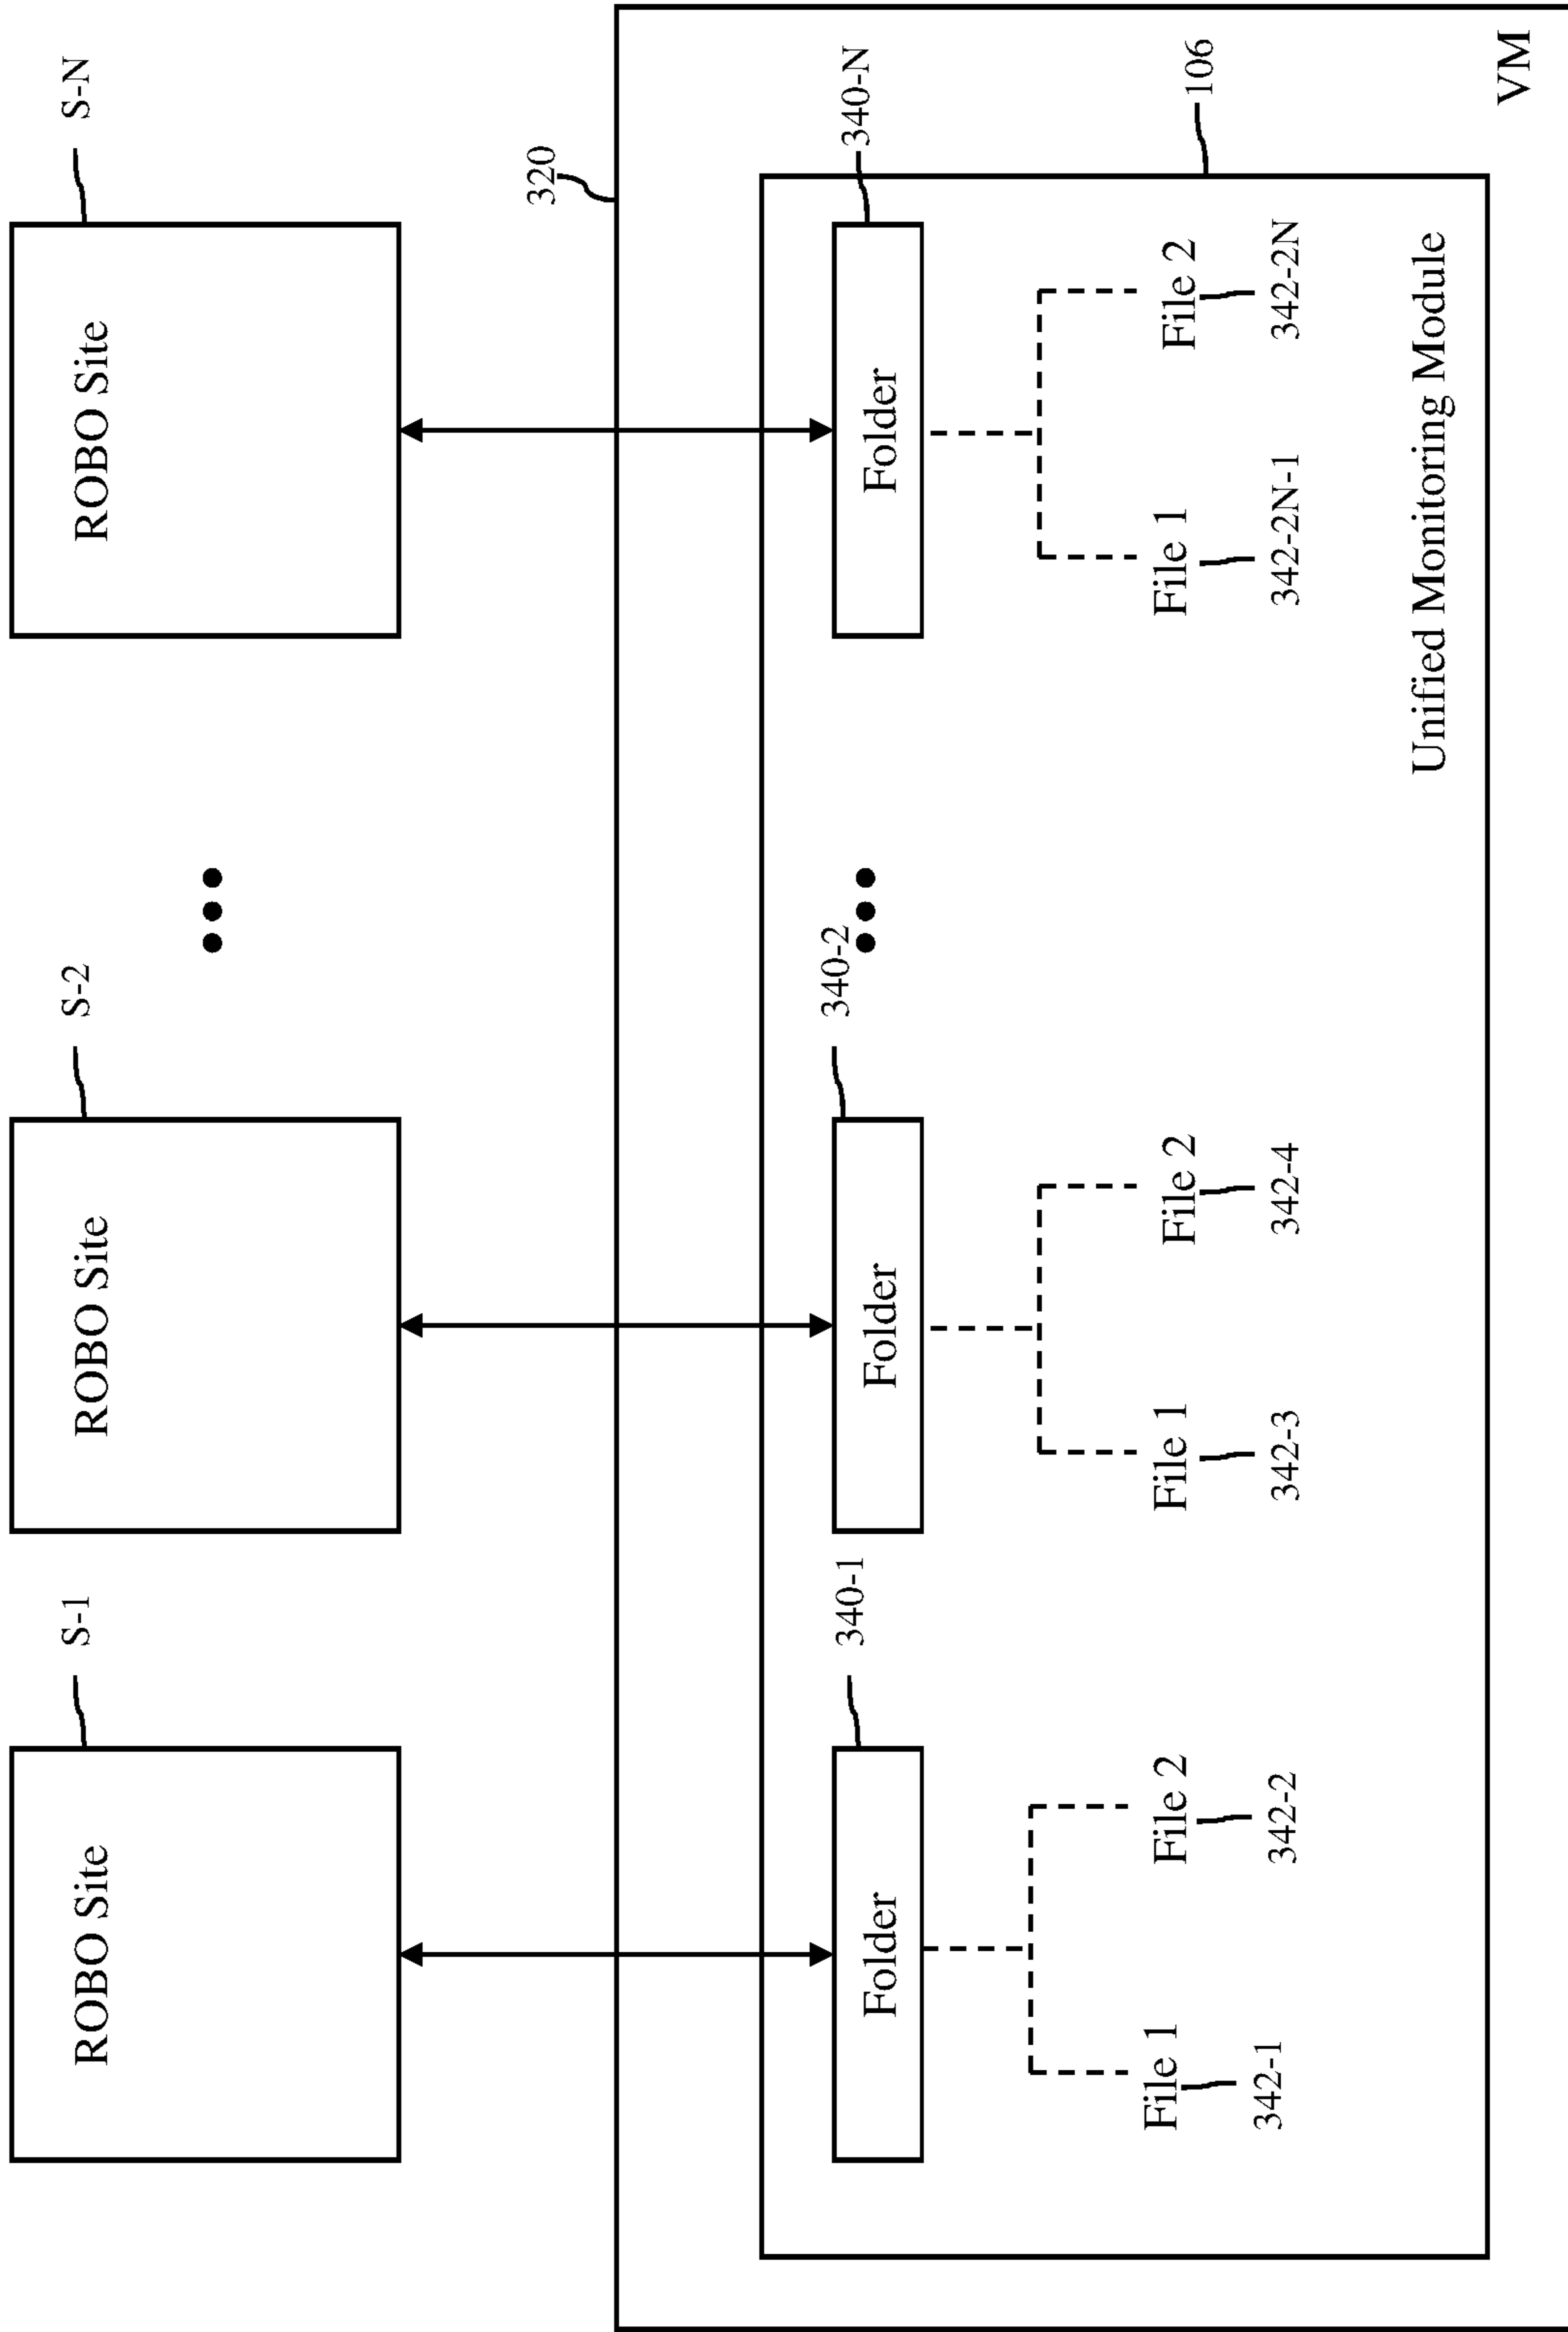 S-1
S-2
S-N
ROBO Site
ROBO Site
ROBO Site
320
340-1
340-2
340-N
Folder
Folder
Folder
106
File 1
File 2
File 1
File 2
File 1
File 2
342-1
342-2
342-3
342-4
342-2N-1
342-2N
Unified Monitoring Module
VM